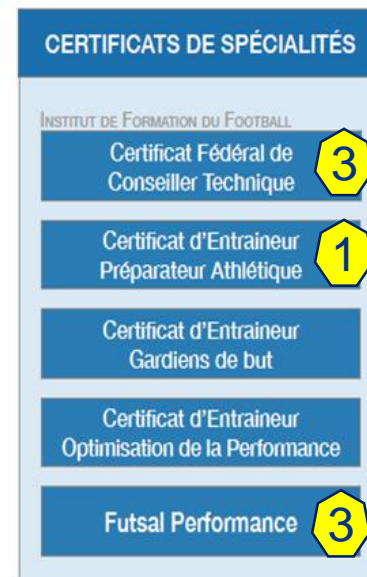 CERTIFICATS DE SPÉCIALITÉS
INSTITUT DE FORMATION DU FOOTBALL
Certificat Fédéral de
Conseiller Technique
3
Certificat d'Entraineur
Préparateur Athlétique
1
Certificat d'Entraineur
Gardiens de but
Certificat d'Entraineur
Optimisation de la Performance
Futsal Performance
3